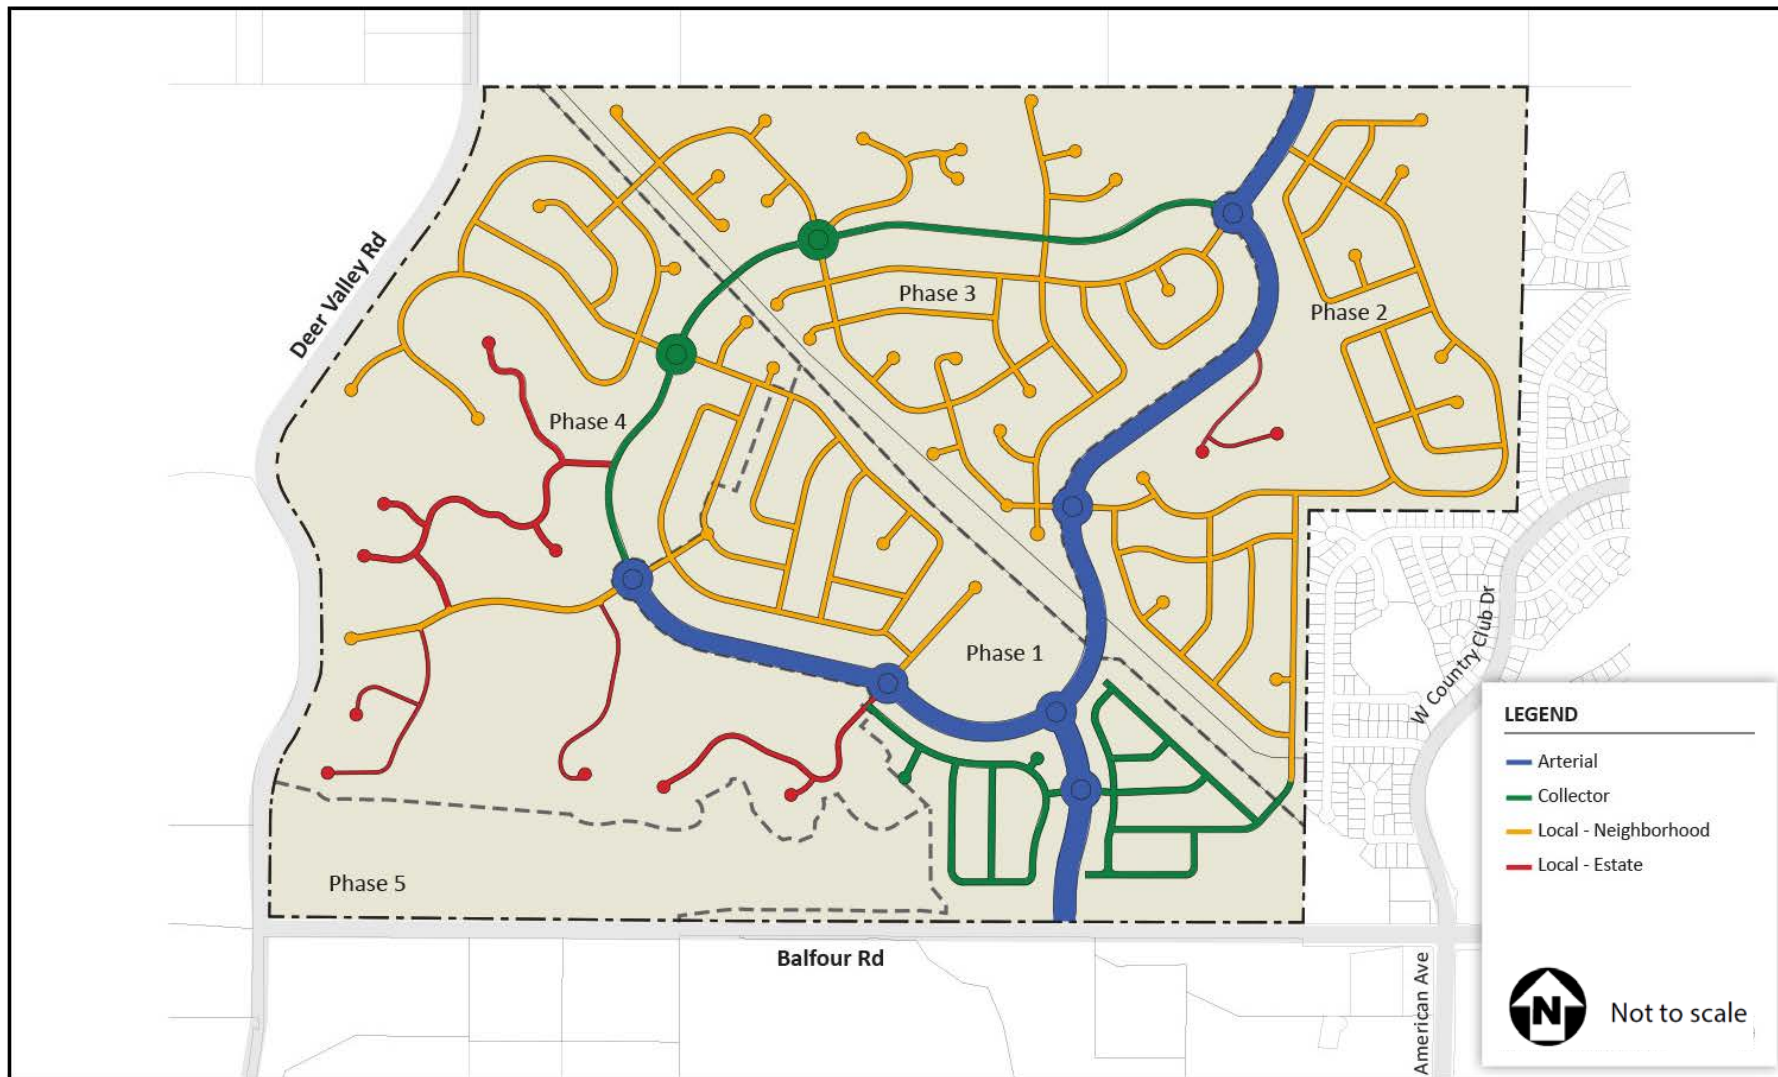 Deer Valley Rd
Phase 3
Phase 2
Phase 4
Phase 1
W Country Club Dr
Phase 5
Balfour Rd
American Ave
LEGEND
Arterial
Collector
Local - Neighborhood
Local - Estate
N
Not to scale